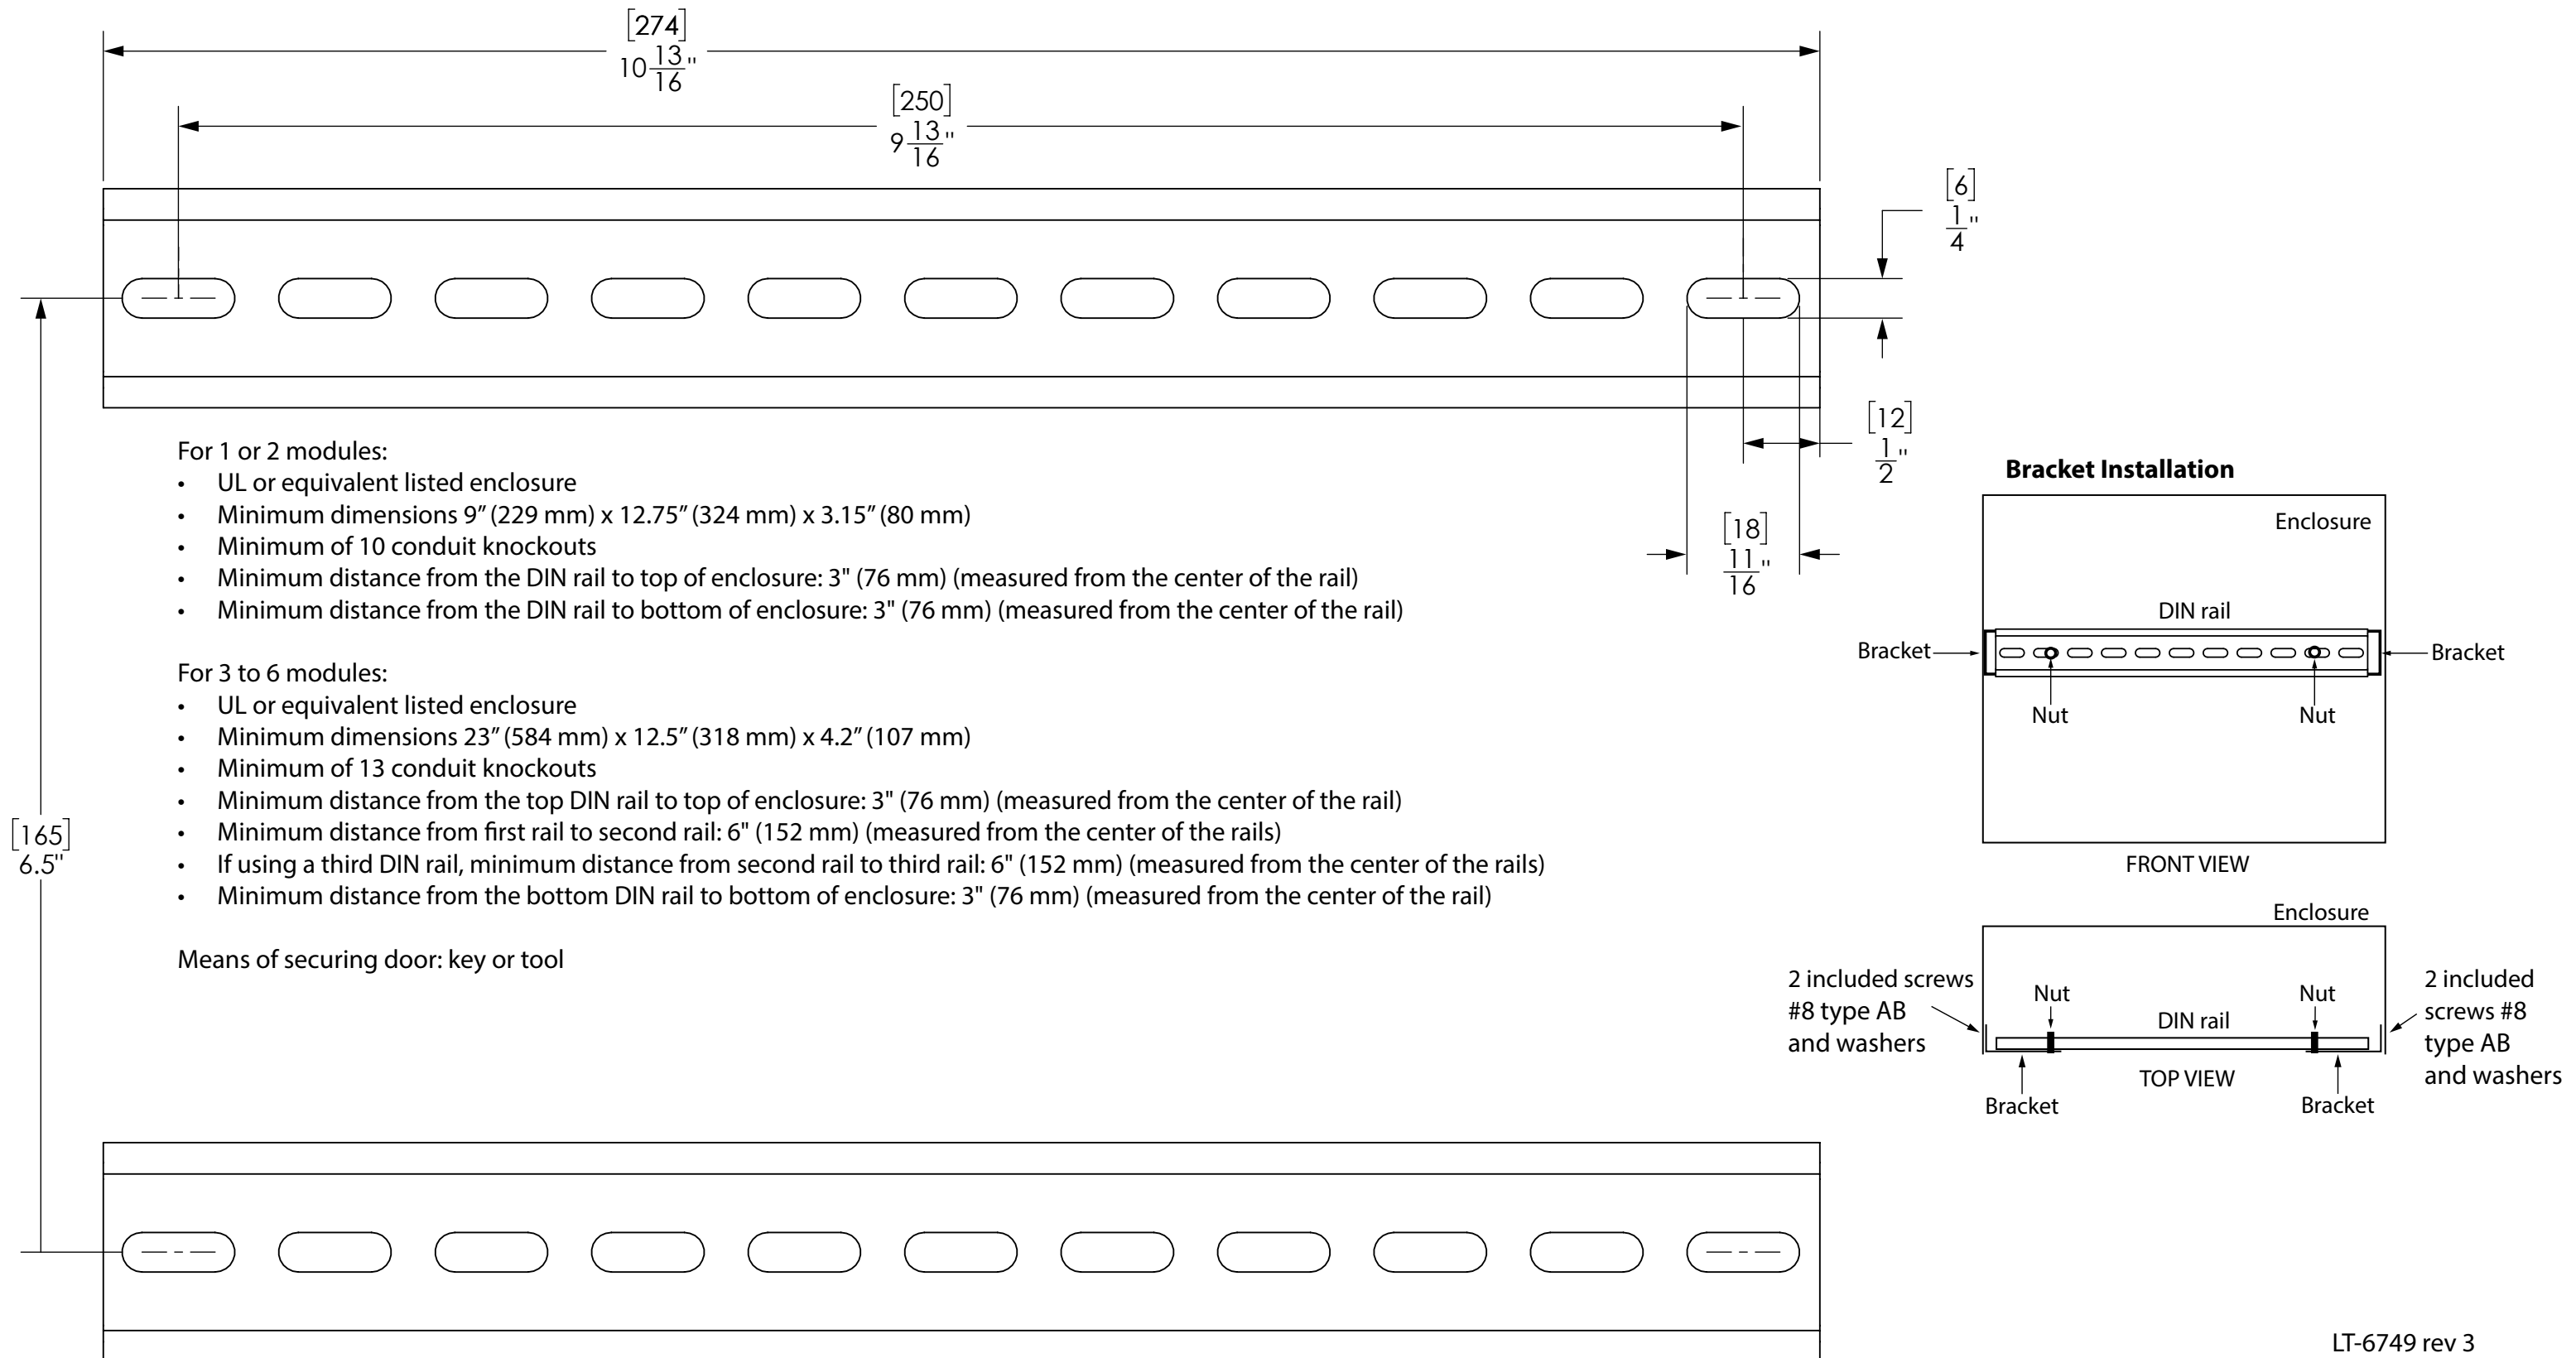 [274]
10 13/16"
[250]
9 13/16"
[6]
1/4"
[12]
1/2"
[18]
11/16"
[165]
6.5"
For 1 or 2 modules:
• UL or equivalent listed enclosure
• Minimum dimensions 9″ (229 mm) x 12.75″ (324 mm) x 3.15″ (80 mm)
• Minimum of 10 conduit knockouts
• Minimum distance from the DIN rail to top of enclosure: 3" (76 mm) (measured from the center of the rail)
• Minimum distance from the DIN rail to bottom of enclosure: 3" (76 mm) (measured from the center of the rail)
For 3 to 6 modules:
• UL or equivalent listed enclosure
• Minimum dimensions 23″ (584 mm) x 12.5″ (318 mm) x 4.2″ (107 mm)
• Minimum of 13 conduit knockouts
• Minimum distance from the top DIN rail to top of enclosure: 3" (76 mm) (measured from the center of the rail)
• Minimum distance from first rail to second rail: 6" (152 mm) (measured from the center of the rails)
• If using a third DIN rail, minimum distance from second rail to third rail: 6" (152 mm) (measured from the center of the rails)
• Minimum distance from the bottom DIN rail to bottom of enclosure: 3" (76 mm) (measured from the center of the rail)
Means of securing door: key or tool
Bracket Installation
Enclosure
DIN rail
Bracket
Bracket
Nut
Nut
FRONT VIEW
Enclosure
2 included screws
#8 type AB
and washers
Nut
Nut
DIN rail
2 included
screws #8
type AB
and washers
TOP VIEW
Bracket
Bracket
LT-6749 rev 3